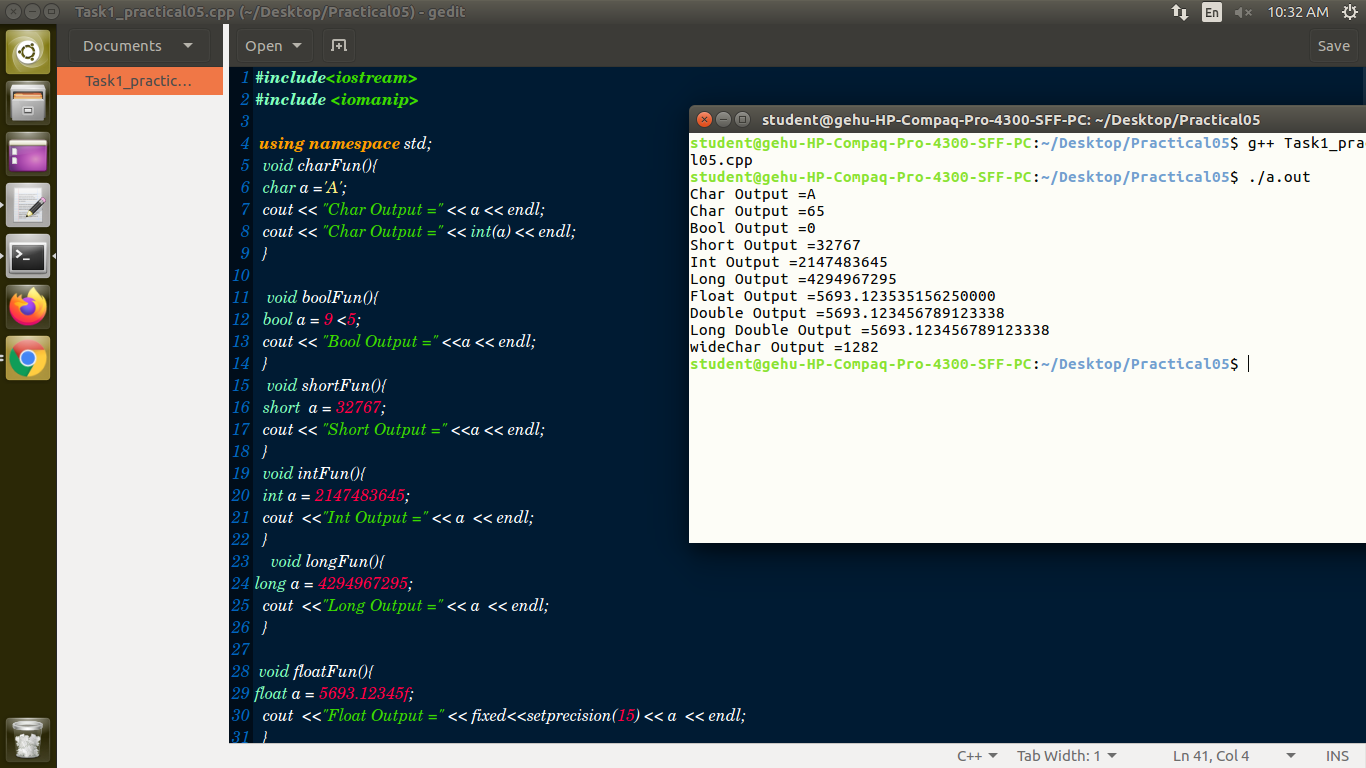 Task1_practical05.cpp (~/Desktop/Practical05) - gedit
En
10:32 AM
Documents
Open
Save
Task1_practic...
1 #include<iostream>
2 #include <iomanip>
3
4 using namespace std;
5 void charFun(){
6 char a ='A';
7 cout << "Char Output =" << a << endl;
8 cout << "Char Output =" << int(a) << endl;
9 }
10
11 void boolFun(){
12 bool a = 9 <5;
13 cout << "Bool Output =" <<a << endl;
14 }
15 void shortFun(){
16 short  a = 32767;
17 cout << "Short Output =" <<a << endl;
18 }
19 void intFun(){
20 int a = 2147483645;
21 cout  <<"Int Output =" << a  << endl;
22 }
23 void longFun(){
24 long a = 4294967295;
25 cout  <<"Long Output =" << a  << endl;
26 }
27
28 void floatFun(){
29 float a = 5693.12345f;
30 cout  <<"Float Output =" << fixed<<setprecision(15) << a  << endl;
31 }
student@gehu-HP-Compaq-Pro-4300-SFF-PC: ~/Desktop/Practical05
student@gehu-HP-Compaq-Pro-4300-SFF-PC:~/Desktop/Practical05$ g++ Task1_pra
l05.cpp
student@gehu-HP-Compaq-Pro-4300-SFF-PC:~/Desktop/Practical05$ ./a.out
Char Output =A
Char Output =65
Bool Output =0
Short Output =32767
Int Output =2147483645
Long Output =4294967295
Float Output =5693.123535156250000
Double Output =5693.123456789123338
Long Double Output =5693.123456789123338
wideChar Output =1282
student@gehu-HP-Compaq-Pro-4300-SFF-PC:~/Desktop/Practical05$
C++
Tab Width: 1
Ln 41, Col 4
INS